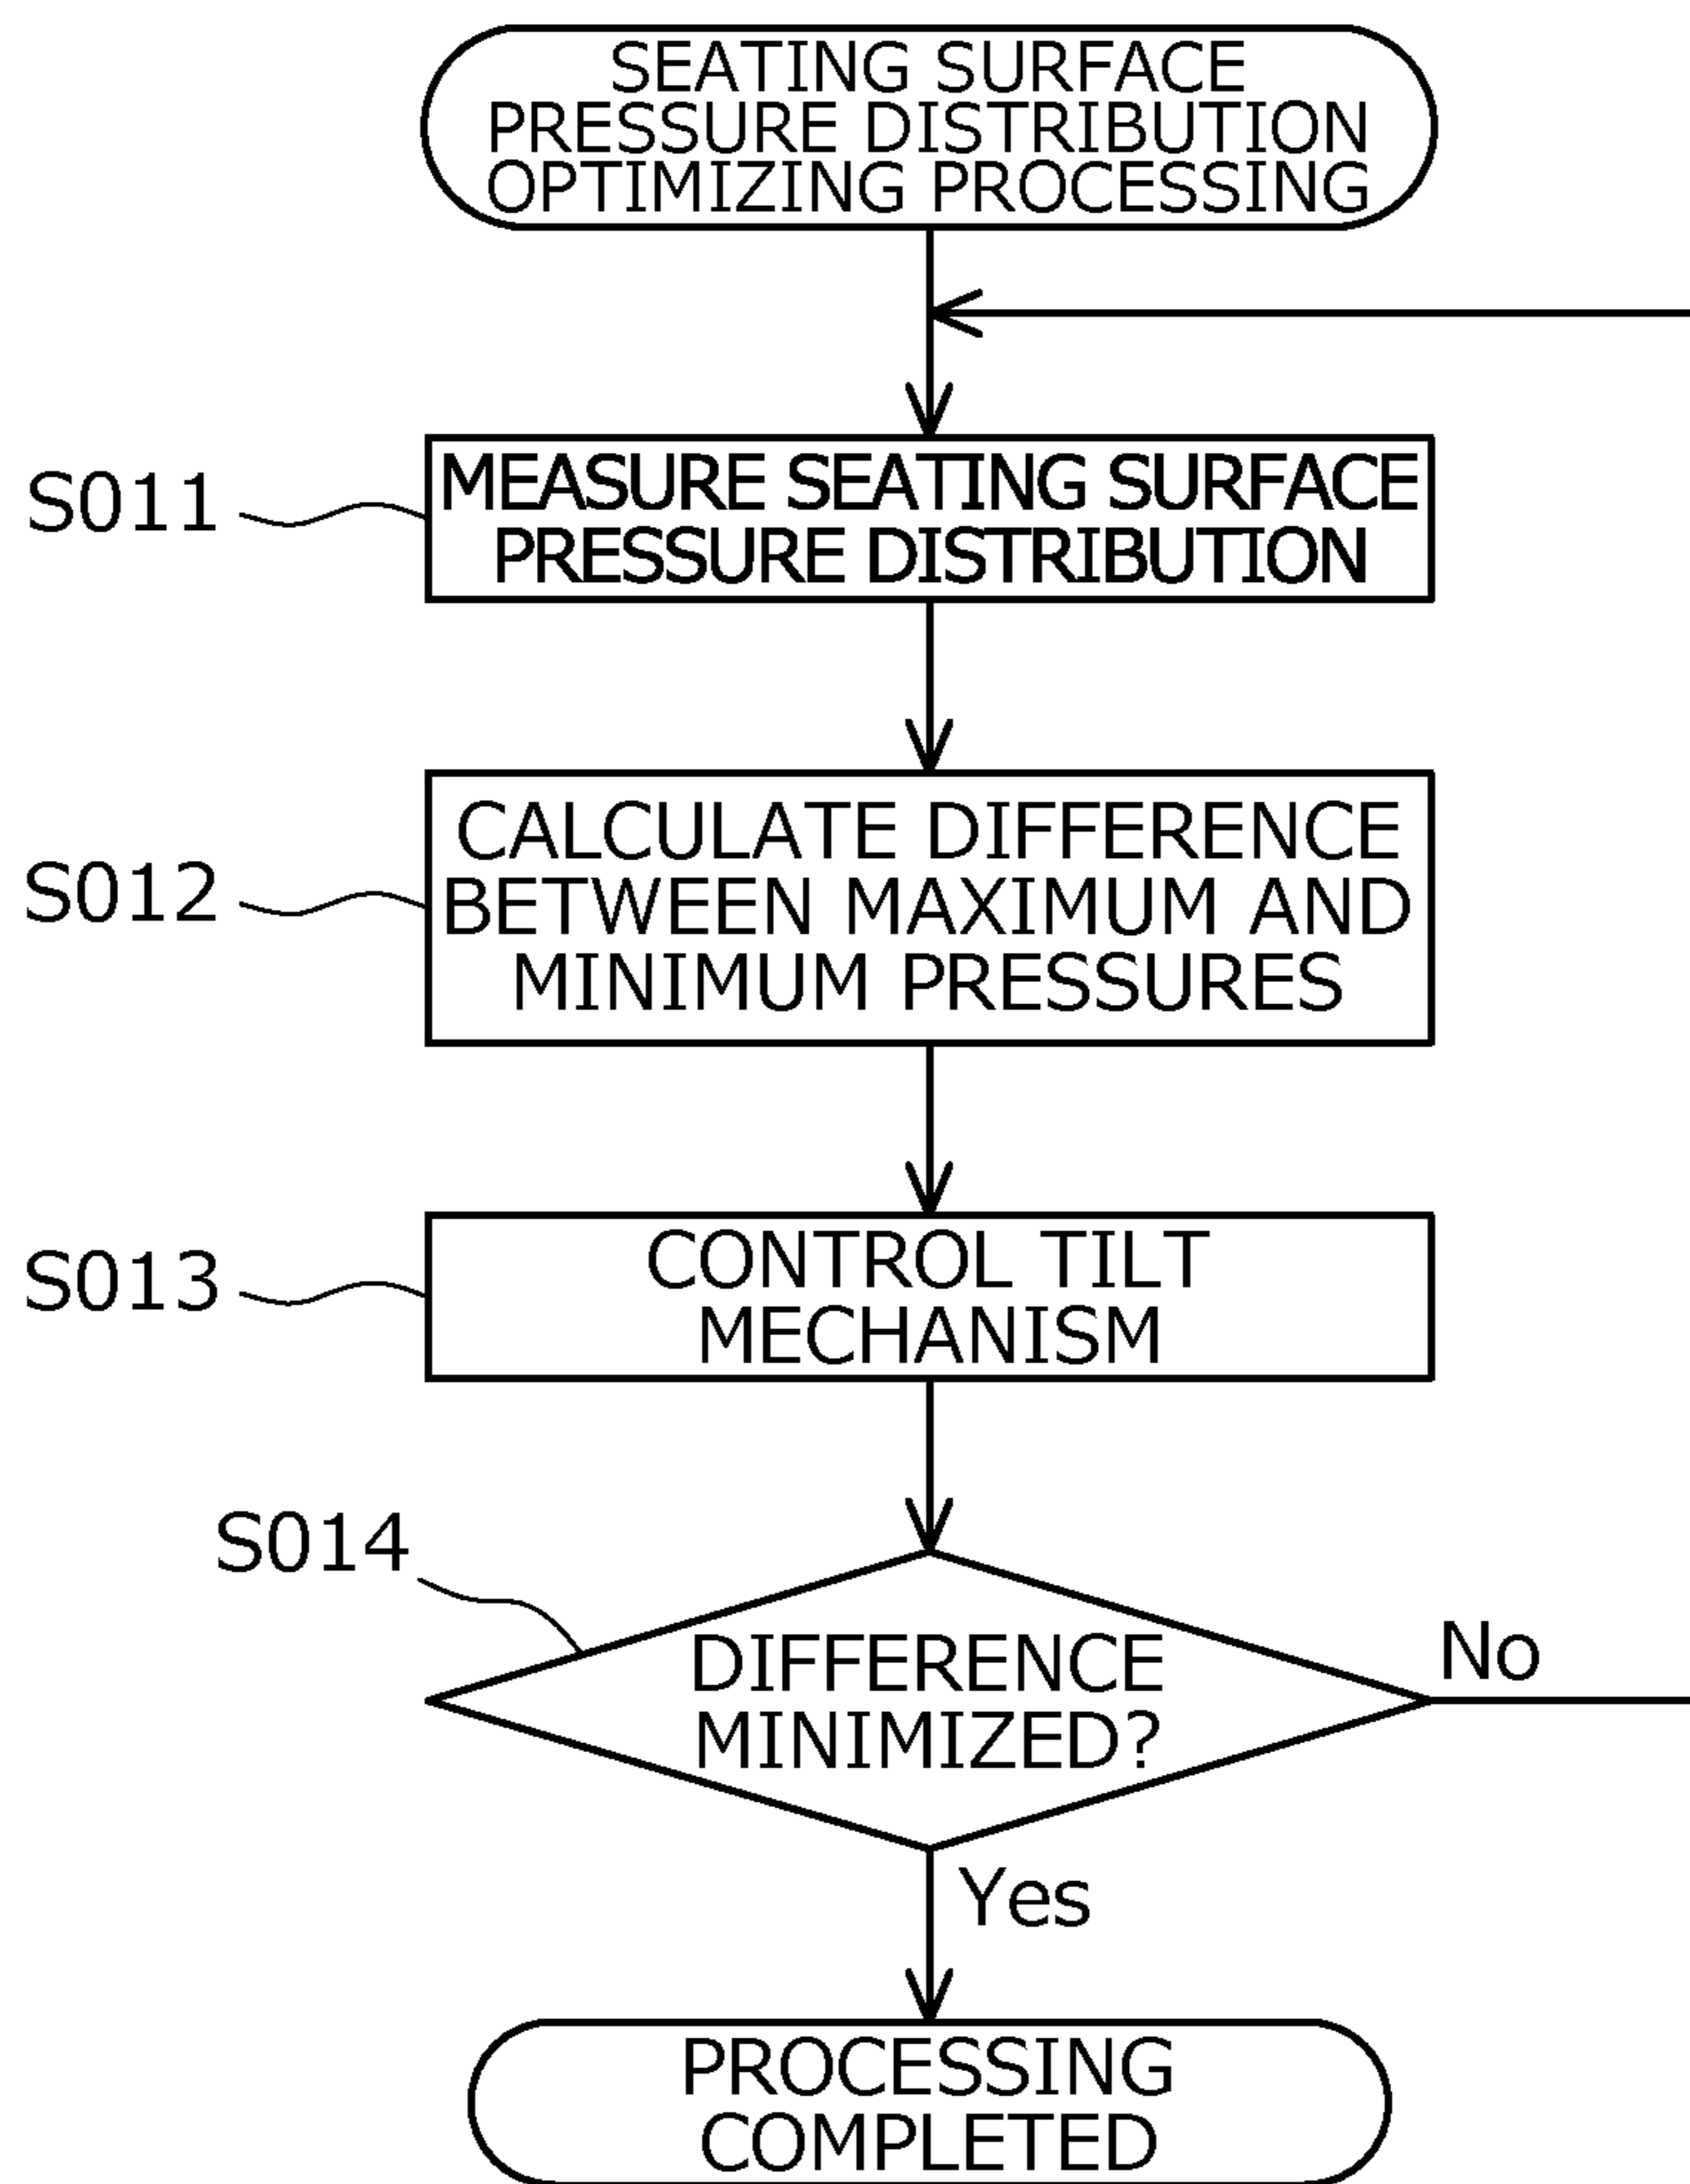 SEATING SURFACE
PRESSURE DISTRIBUTION
OPTIMIZING PROCESSING
S011
MEASURE SEATING SURFACE
PRESSURE DISTRIBUTION
S012
CALCULATE DIFFERENCE
BETWEEN MAXIMUM AND
MINIMUM PRESSURES
S013
CONTROL TILT
MECHANISM
S014
DIFFERENCE
MINIMIZED?
No
Yes
PROCESSING
COMPLETED